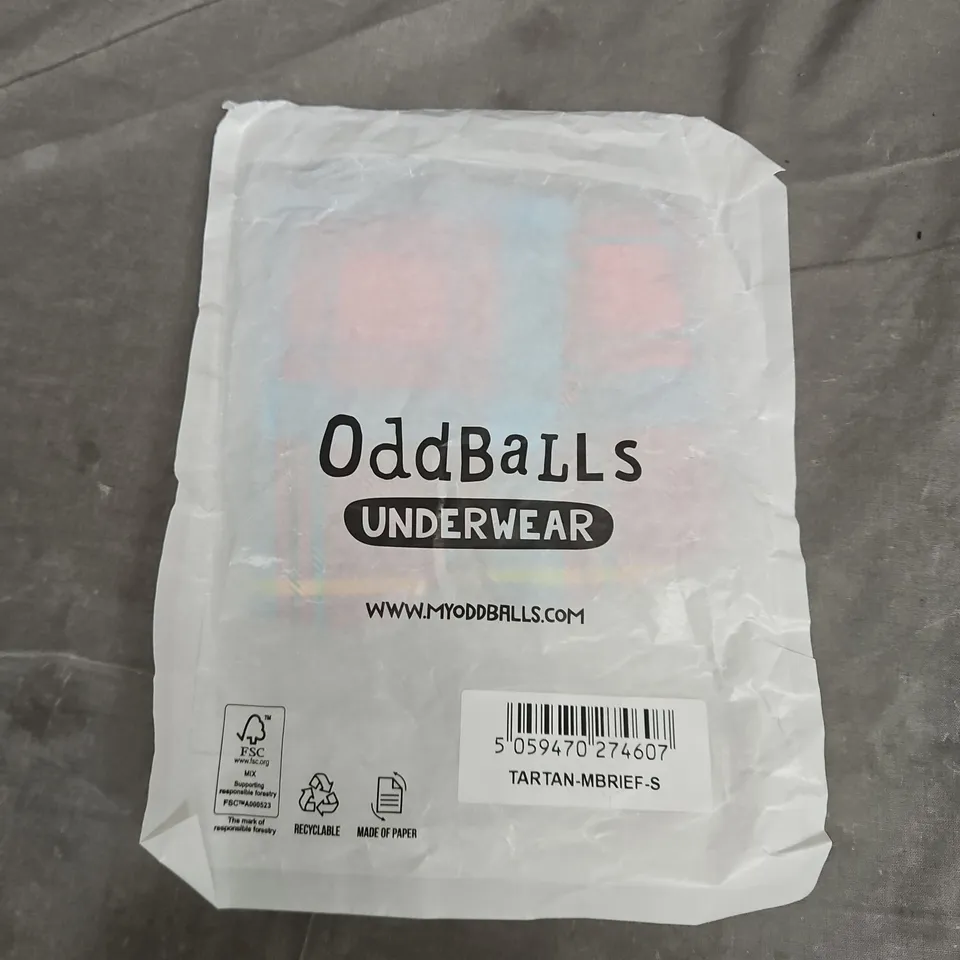 OddBaLLs
UNDERWEAR
WWW.MYODDBALLS.COM
FSC™
www.fsc.org
MIX
Supporting
responsible forestry
FSC™A000523
The mark of
responsible forestry
RECYCLABLE
MADE OF PAPER
5 059470 274607
TARTAN-MBRIEF-S